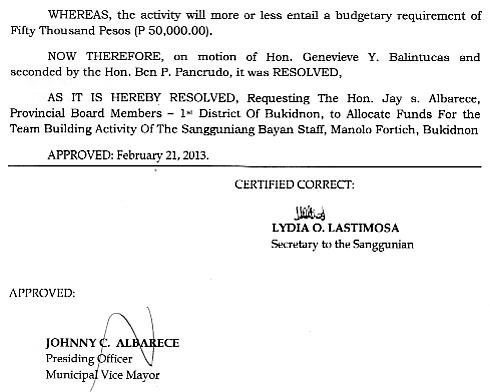 WHEREAS, the activity will more or less entail a budgetary requirement of
Fifty Thousand Pesos (P 50,000.00).
NOW THEREFORE, on motion of Hon. Genevieve Y. Balintucas and
seconded by the Hon. Ben P. Pancrudo, it was RESOLVED,
AS IT IS HEREBY RESOLVED, Requesting The Hon. Jay s. Albarece,
Provincial Board Members – 1st District Of Bukidnon, to Allocate Funds For the
Team Building Activity Of The Sangguniang Bayan Staff, Manolo Fortich, Bukidnon
APPROVED: February 21, 2013.
CERTIFIED CORRECT:
LYDIA O. LASTIMOSA
Secretary to the Sanggunian
APPROVED:
JOHNNY C. ALBARECE
Presiding Officer
Municipal Vice Mayor